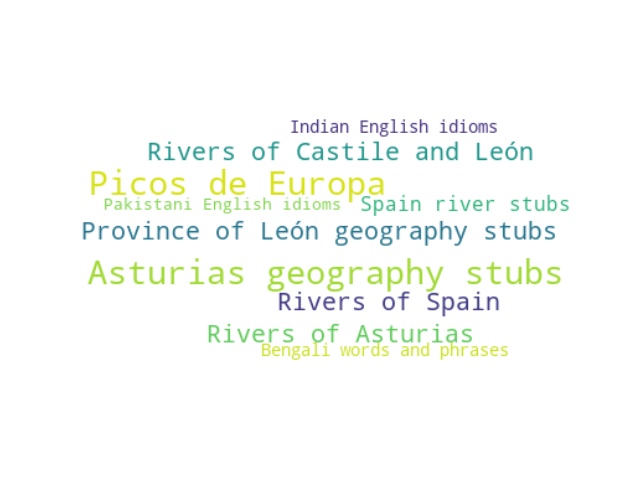 Indian English idioms
Rivers of Castile and León
Picos de Europa
Pakistani English idioms
Spain river stubs
Province of León geography stubs
Asturias geography stubs
Rivers of Spain
Rivers of Asturias
Bengali words and phrases